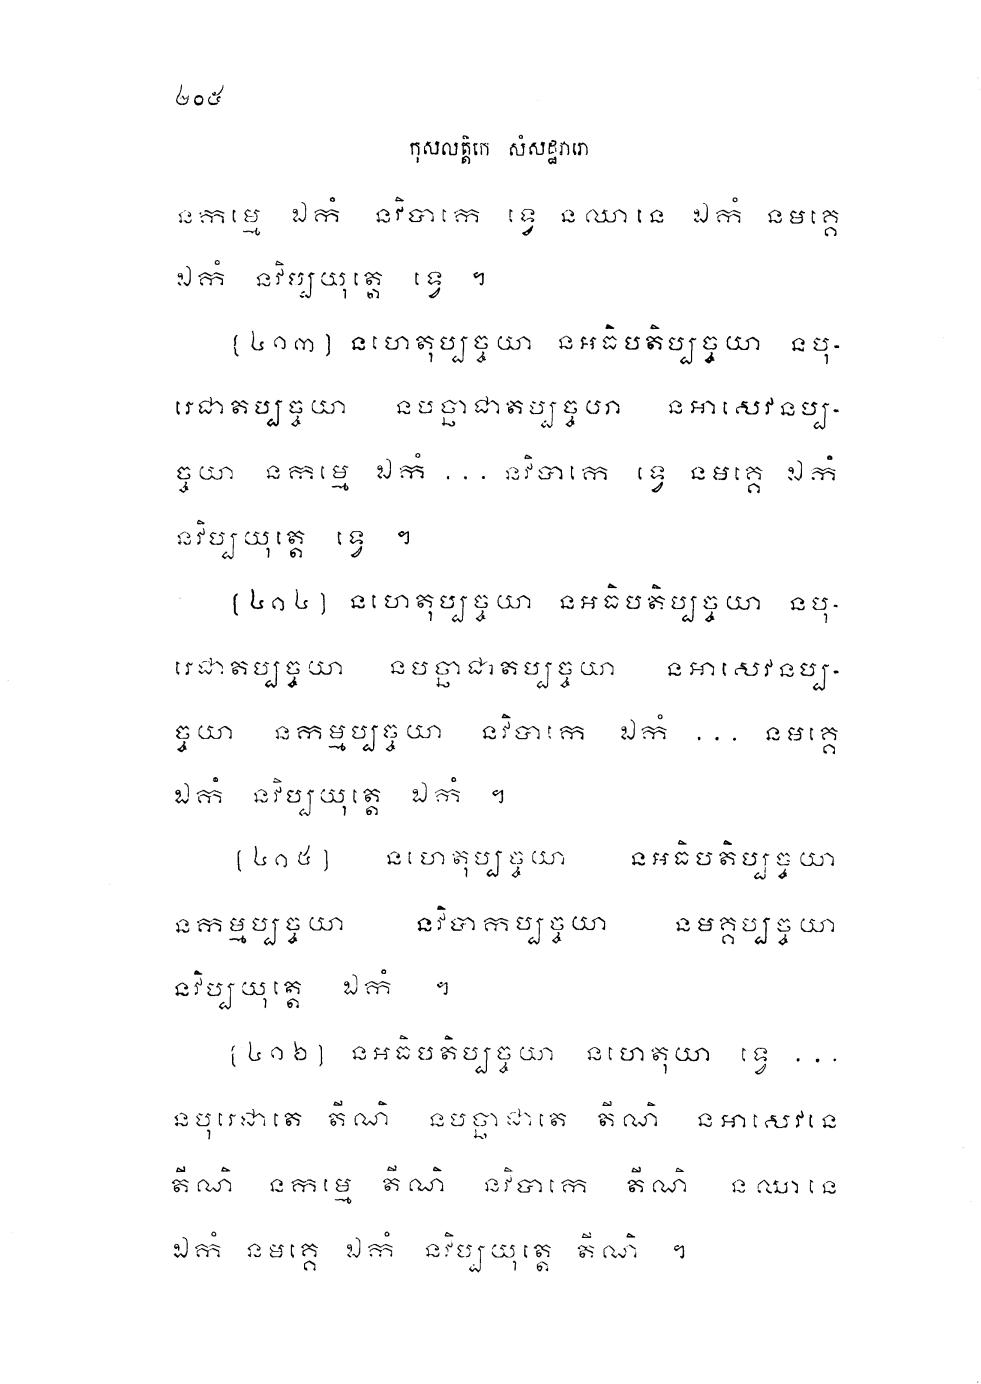 ២០៥
កុសលត្តិកេ សំសដ្ឋវារោ
នកម្មេ ឯកំ នវិបាកេ ទ្វេ នឈានេ ឯកំ នមគ្គេ
ឯកំ នវិប្បយុត្តេ ទ្វេ ។
(៤១៣) នហេតុប្បច្ចយា នអធិបតិប្បច្ចយា នបុ-
រេជាតប្បច្ចយា នបច្ឆាជាតប្បច្ចយា នអាសេវនប្ប-
ច្ចយា នកម្មេ ឯកំ ... នវិបាកេ ទ្វេ នមគ្គេ ឯកំ
នវិប្បយុត្តេ ទ្វេ ។
(៤១៤) នហេតុប្បច្ចយា នអធិបតិប្បច្ចយា នបុ-
រេជាតប្បច្ចយា នបច្ឆាជាតប្បច្ចយា នអាសេវនប្ប-
ច្ចយា នកម្មប្បច្ចយា នវិបាកេ ឯកំ ... នមគ្គេ
ឯកំ នវិប្បយុត្តេ ឯកំ ។
(៤១៥) នហេតុប្បច្ចយា នអធិបតិប្បច្ចយា
នកម្មប្បច្ចយា នវិបាកប្បច្ចយា នមគ្គប្បច្ចយា
នវិប្បយុត្តេ ឯកំ ។
(៤១៦) នអធិបតិប្បច្ចយា នហេតុយា ទ្វេ ...
នបុរេជាតេ តីណិ នបច្ឆាជាតេ តីណិ នអាសេវនេ
តីណិ នកម្មេ តីណិ នវិបាកេ តីណិ នឈានេ
ឯកំ នមគ្គេ ឯកំ នវិប្បយុត្តេ តីណិ ។